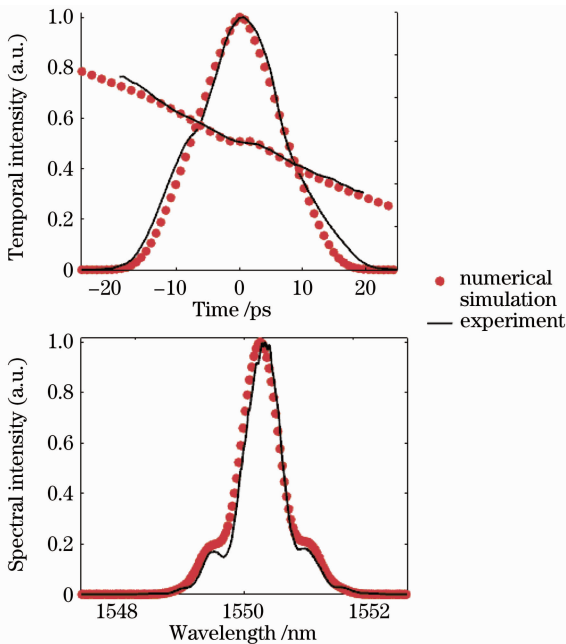 1.0
0.8
0.6
0.4
0.2
0
Temporal intensity (a.u.)
−20
−10
0
10
20
Time /ps
numerical
simulation
experiment
1.0
0.8
0.6
0.4
0.2
0
Spectral intensity (a.u.)
1548
1550
1552
Wavelength /nm